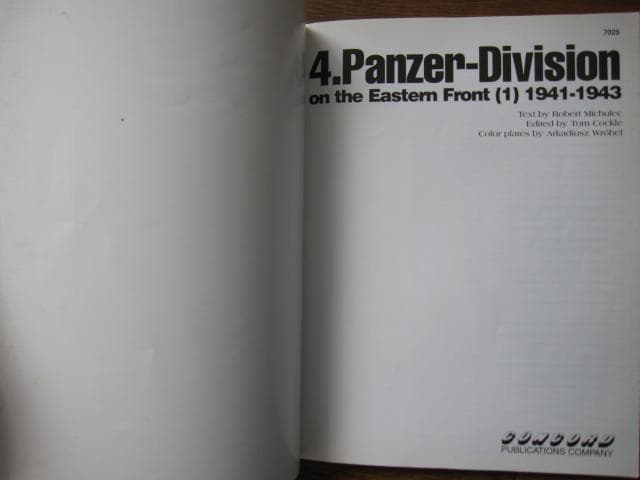 7025
4.Panzer-Division
on the Eastern Front (1) 1941-1943
Text by Robert Michulec
Edited by Tom Cockle
Color plates by Arkadiusz Wróbel
CONCORD
PUBLICATIONS COMPANY